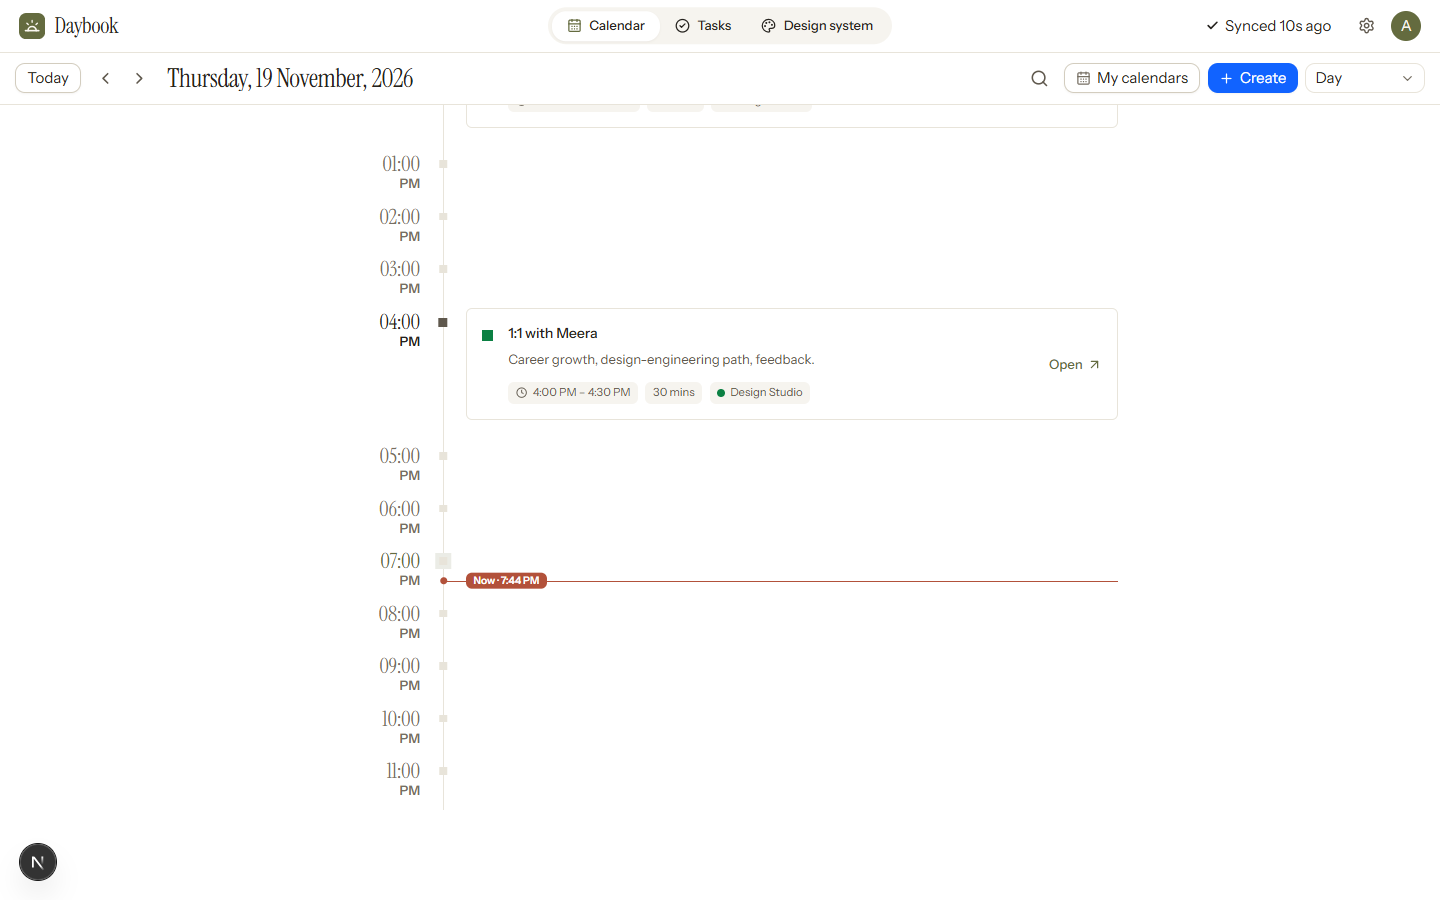 Daybook
Calendar
Tasks
Design system
Synced 10s ago
A
Today
Thursday, 19 November, 2026
My calendars
+ Create
Day
01:00
PM
02:00
PM
03:00
PM
04:00
PM
1:1 with Meera
Career growth, design-engineering path, feedback.
4:00 PM – 4:30 PM
30 mins
Design Studio
Open
05:00
PM
06:00
PM
07:00
PM
Now · 7:44 PM
08:00
PM
09:00
PM
10:00
PM
11:00
PM
N